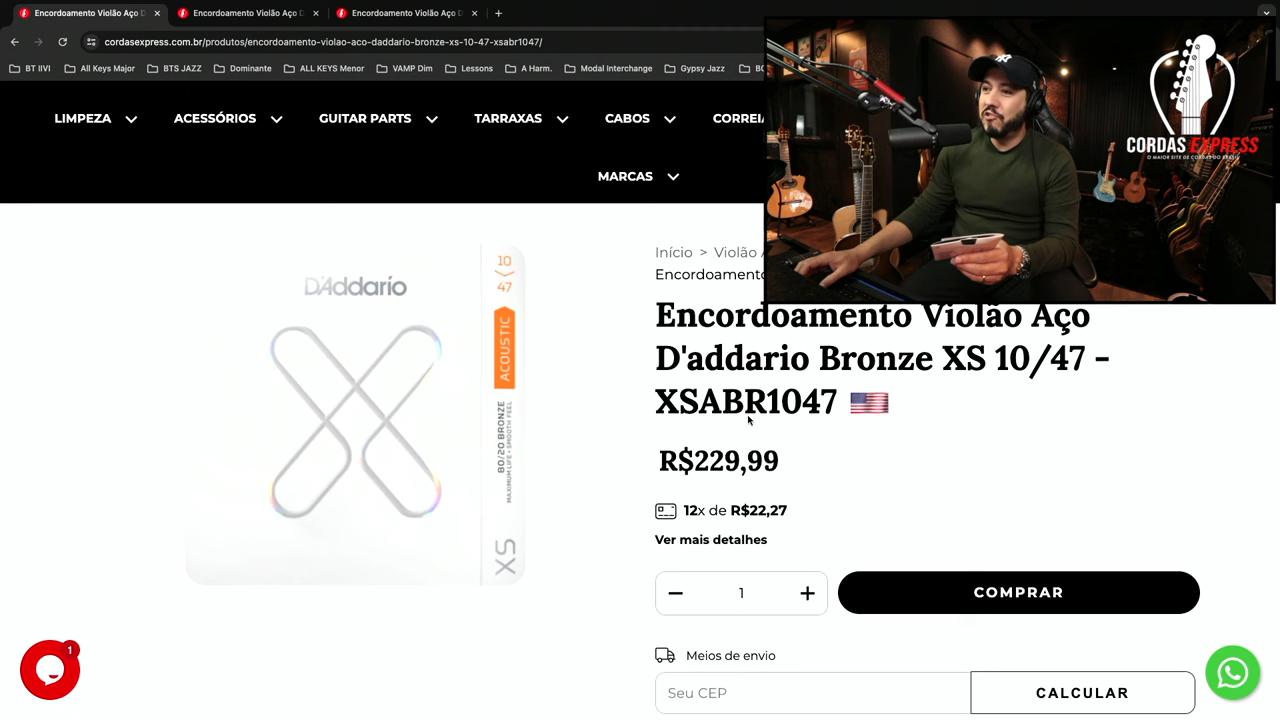 Encordoamento Violão Aço D
Encordoamento Violão Aço D
Encordoamento Violão Aço D
cordasexpress.com.br/produtos/encordoamento-violao-aco-daddario-bronze-xs-10-47-xsabr1047/
BT IIVI
All Keys Major
BTS JAZZ
Dominante
ALL KEYS Menor
VAMP Dim
Lessons
A Harm.
Modal Interchange
Gypsy Jazz
LIMPEZA
ACESSÓRIOS
GUITAR PARTS
TARRAXAS
CABOS
MARCAS
CORDAS EXPRESS
O MAIOR SITE DE CORDAS DO BRASIL
D'Addario
10
47
ACOUSTIC
80/20 BRONZE
MAXIMUM LIFE • SMOOTH FEEL
XS
Início > Violão
Encordoamento
Encordoamento Violão Aço
D'addario Bronze XS 10/47 -
XSABR1047
R$229,99
12x de R$22,27
Ver mais detalhes
1
COMPRAR
Meios de envio
Seu CEP
CALCULAR
1